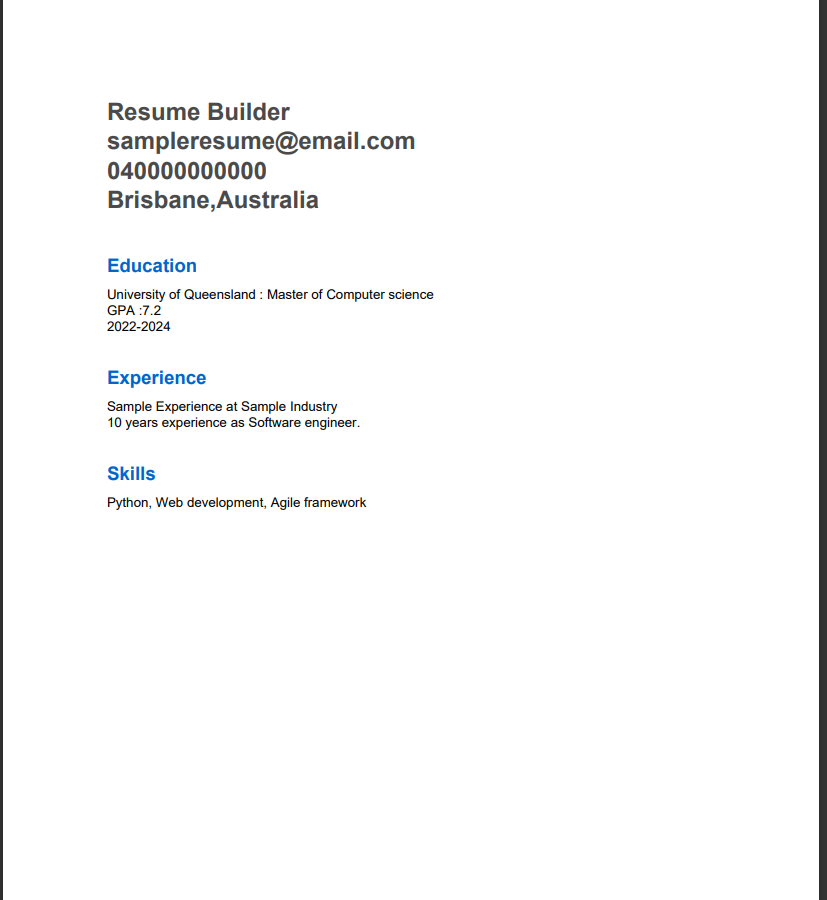 Resume Builder
sampleresume@email.com
040000000000
Brisbane,Australia
Education
University of Queensland : Master of Computer science
GPA :7.2
2022-2024
Experience
Sample Experience at Sample Industry
10 years experience as Software engineer.
Skills
Python, Web development, Agile framework